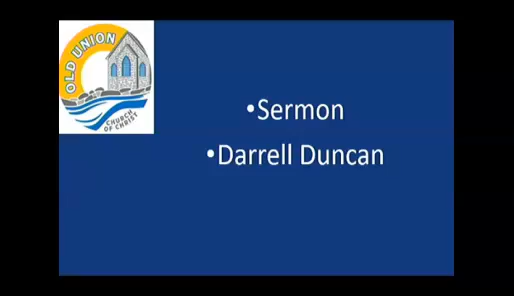 OLD UNION
CHURCH
OF CHRIST
•Sermon
•Darrell Duncan